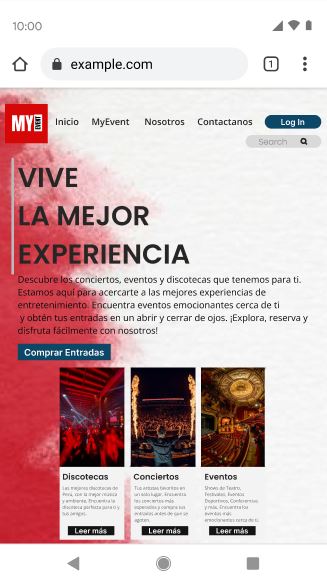 10:00
example.com
1
MY EVENT
Inicio MyEvent Nosotros Contactanos Log In
Search
VIVE
LA MEJOR
EXPERIENCIA
Descubre los conciertos, eventos y discotecas que tenemos para ti.
Estamos aquí para acercarte a las mejores experiencias de
entretenimiento. Encuentra eventos emocionantes cerca de ti
y obtén tus entradas en un abrir y cerrar de ojos. ¡Explora, reserva y
disfruta fácilmente con nosotros!
Comprar Entradas
Discotecas
Las mejores discotecas de
Perú, con la mejor música
y ambiente. Encuentra la
discoteca perfecta para ti y
tus amigos.
Leer más
Conciertos
Tus artistas favoritos en
un solo lugar. Encuentra
los conciertos más
esperados y compra tus
entradas antes de que se
agoten.
Leer más
Eventos
Shows de Teatro,
Festivales, Eventos
Deportivos, Conferencias
y más. Encuentra los
eventos más
emocionantes cerca de ti.
Leer más